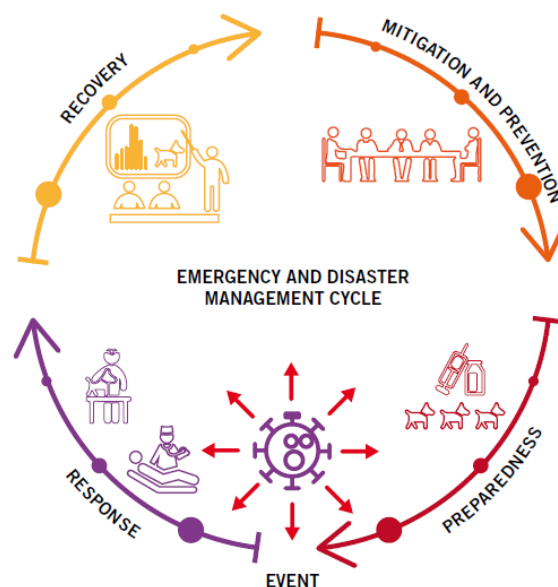 RECOVERY
MITIGATION AND PREVENTION
EMERGENCY AND DISASTER
MANAGEMENT CYCLE
RESPONSE
PREPAREDNESS
EVENT